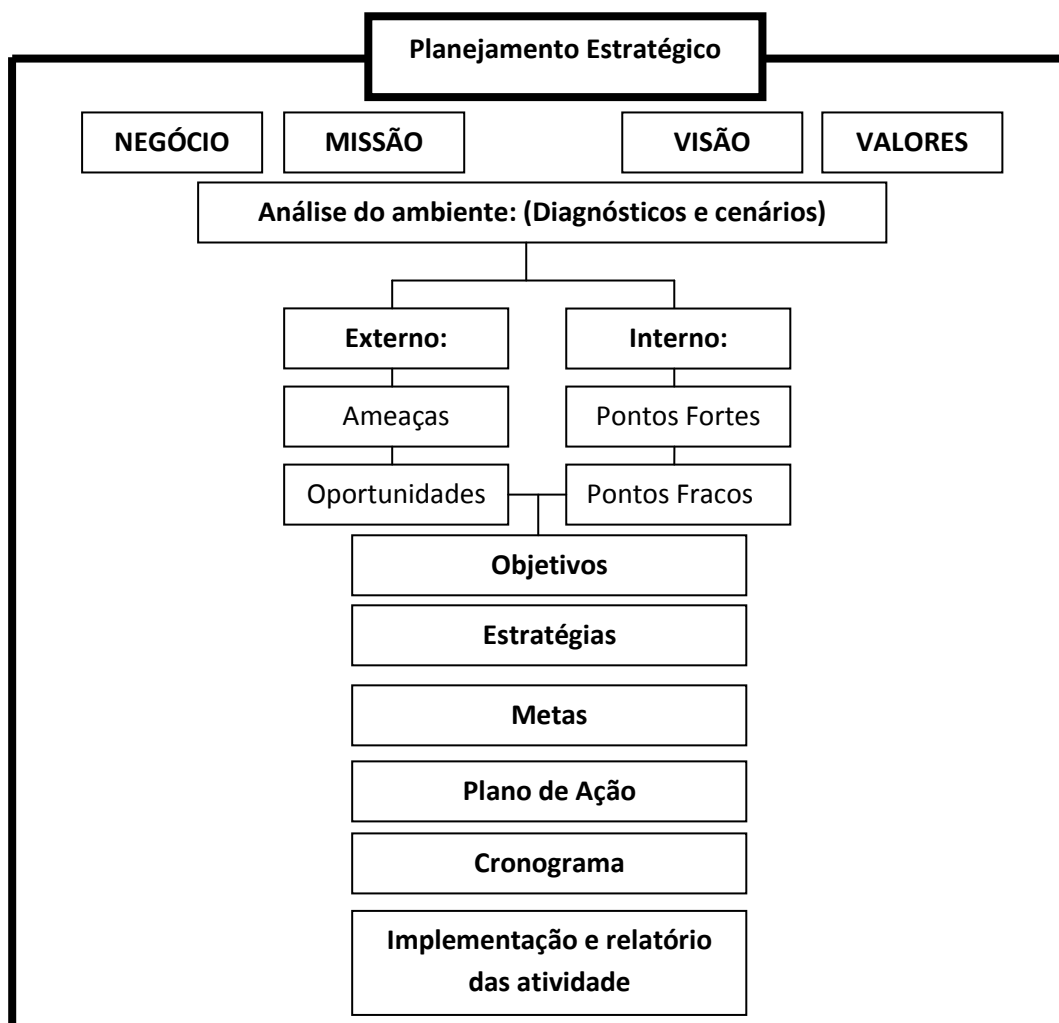 Planejamento Estratégico
NEGÓCIO
MISSÃO
VISÃO
VALORES
Análise do ambiente: (Diagnósticos e cenários)
Externo:
Interno:
Ameaças
Pontos Fortes
Oportunidades
Pontos Fracos
Objetivos
Estratégias
Metas
Plano de Ação
Cronograma
Implementação e relatório
das atividade